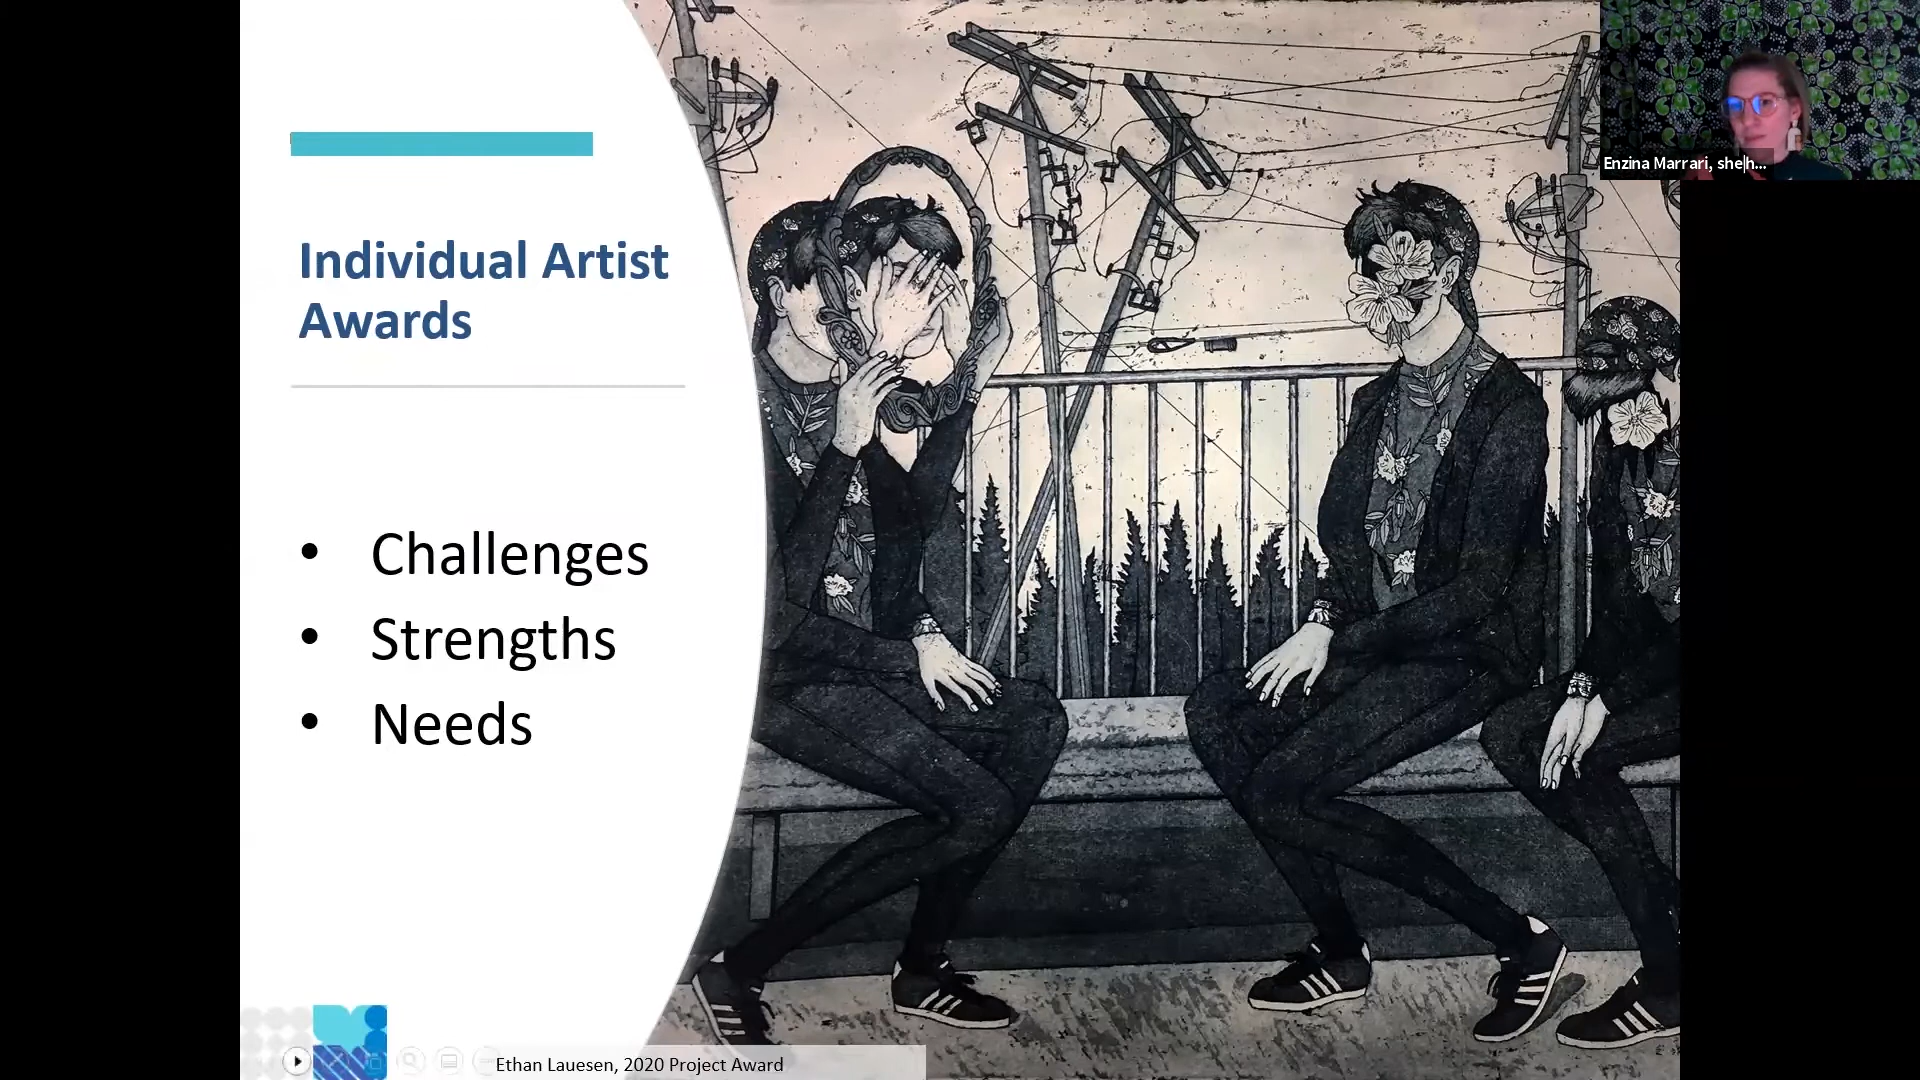 Individual Artist
Awards
• Challenges
• Strengths
• Needs
Ethan Lauesen, 2020 Project Award
Enzina Marrari, she|h...